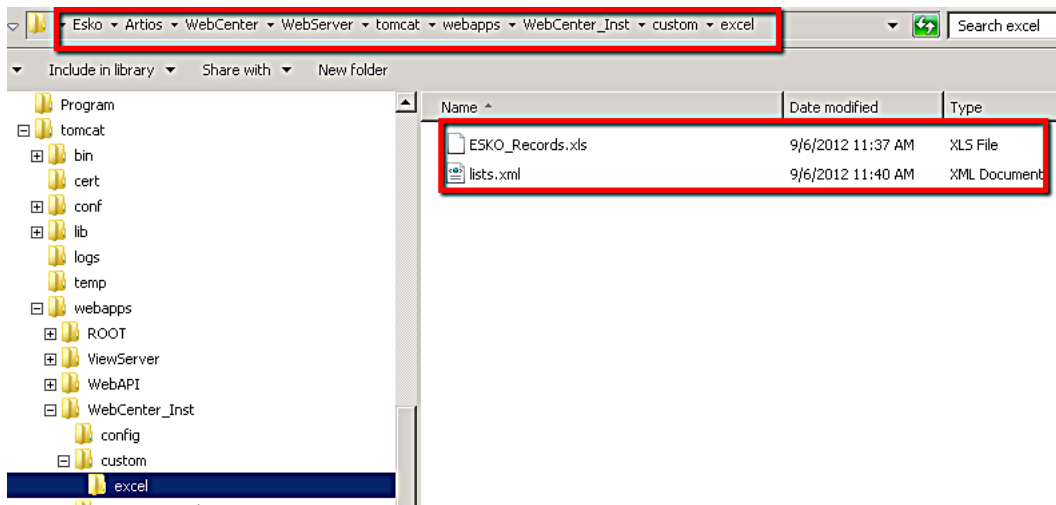 Esko Artios WebCenter WebServer tomcat webapps WebCenter_Inst custom excel Search excel
Include in library Share with New folder
Program
tomcat
bin
cert
conf
lib
logs
temp
webapps
ROOT
ViewServer
WebAPI
WebCenter_Inst
config
custom
excel
Name Date modified Type
ESKO_Records.xls 9/6/2012 11:37 AM XLS File
lists.xml 9/6/2012 11:40 AM XML Document